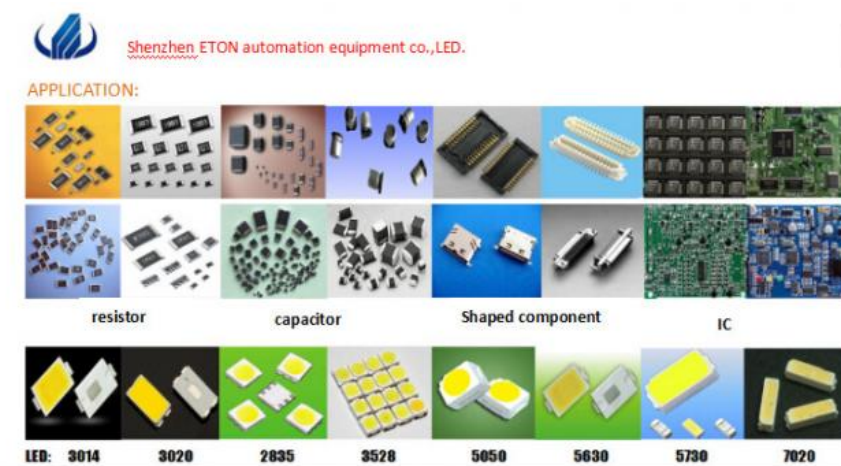 Shenzhen ETON automation equipment co.,LED.
APPLICATION:
resistor capacitor Shaped component IC
LED: 3014 3020 2835 3528 5050 5630 5730 7020